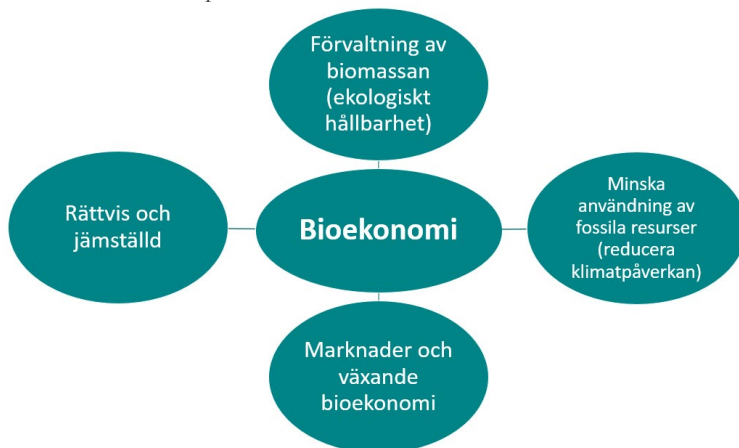 Förvaltning av
biomassan
(ekologiskt
hållbarhet)
Rättvis och
jämställd
Bioekonomi
Minska
användning av
fossila resurser
(reducera
klimatpåverkan)
Marknader och
växande
bioekonomi